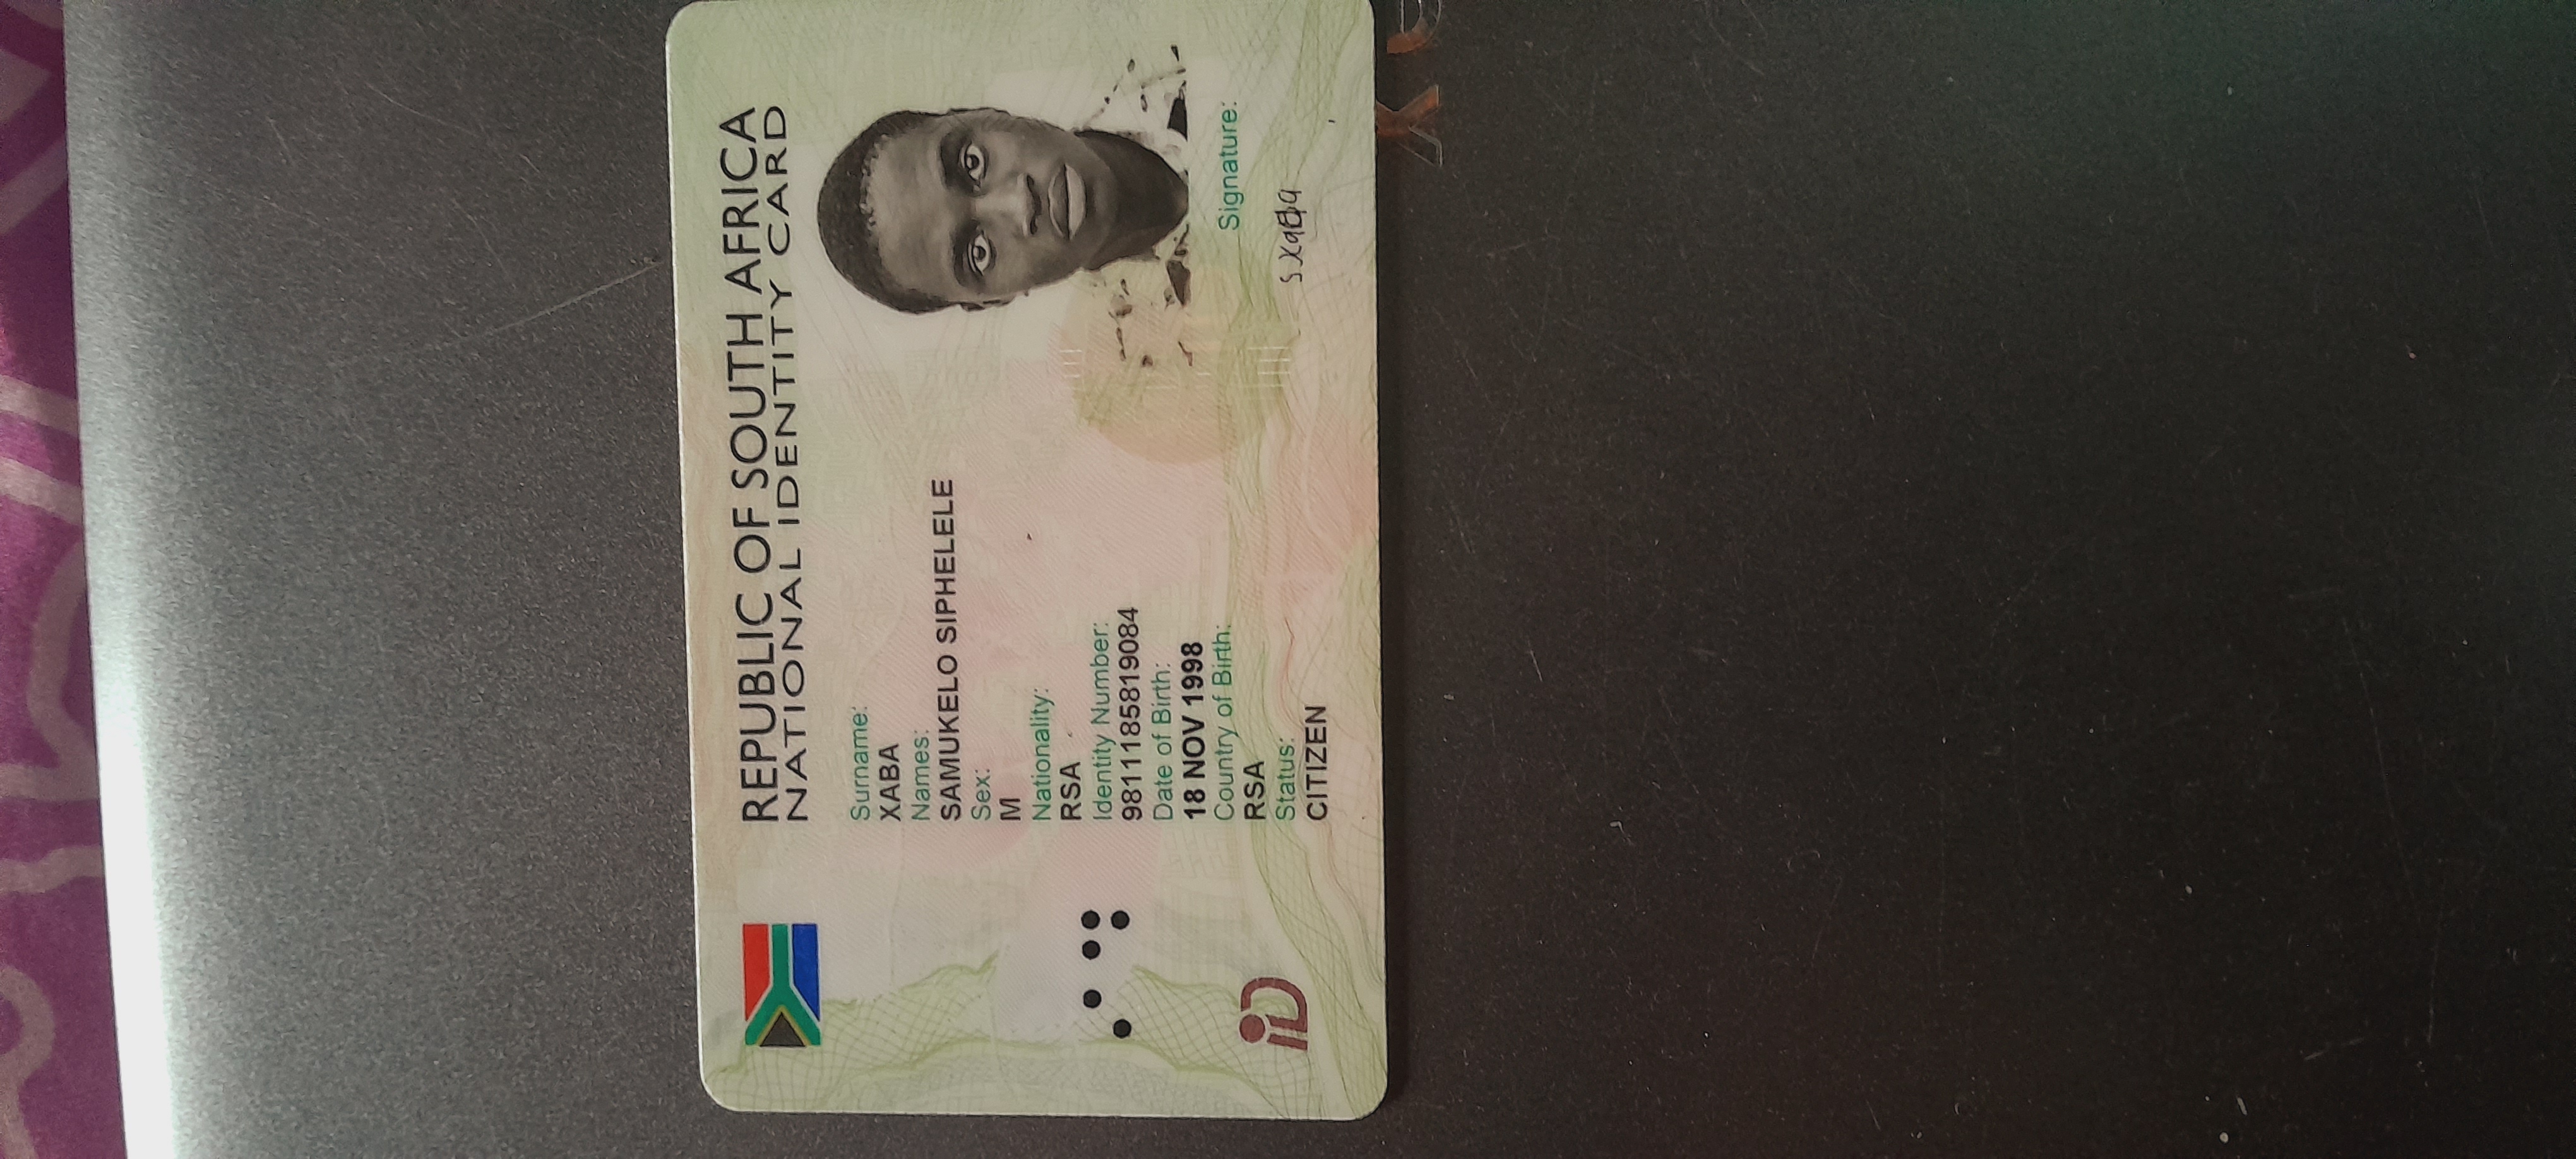 REPUBLIC OF SOUTH AFRICA
NATIONAL IDENTITY CARD
Surname:
XABA
Names:
SAMUKELO SIPHELELE
Sex:
M
Nationality:
RSA
Identity Number:
9811185819084
Date of Birth:
18 NOV 1998
Country of Birth:
RSA
Status:
CITIZEN
Signature:
S Xaba
iD